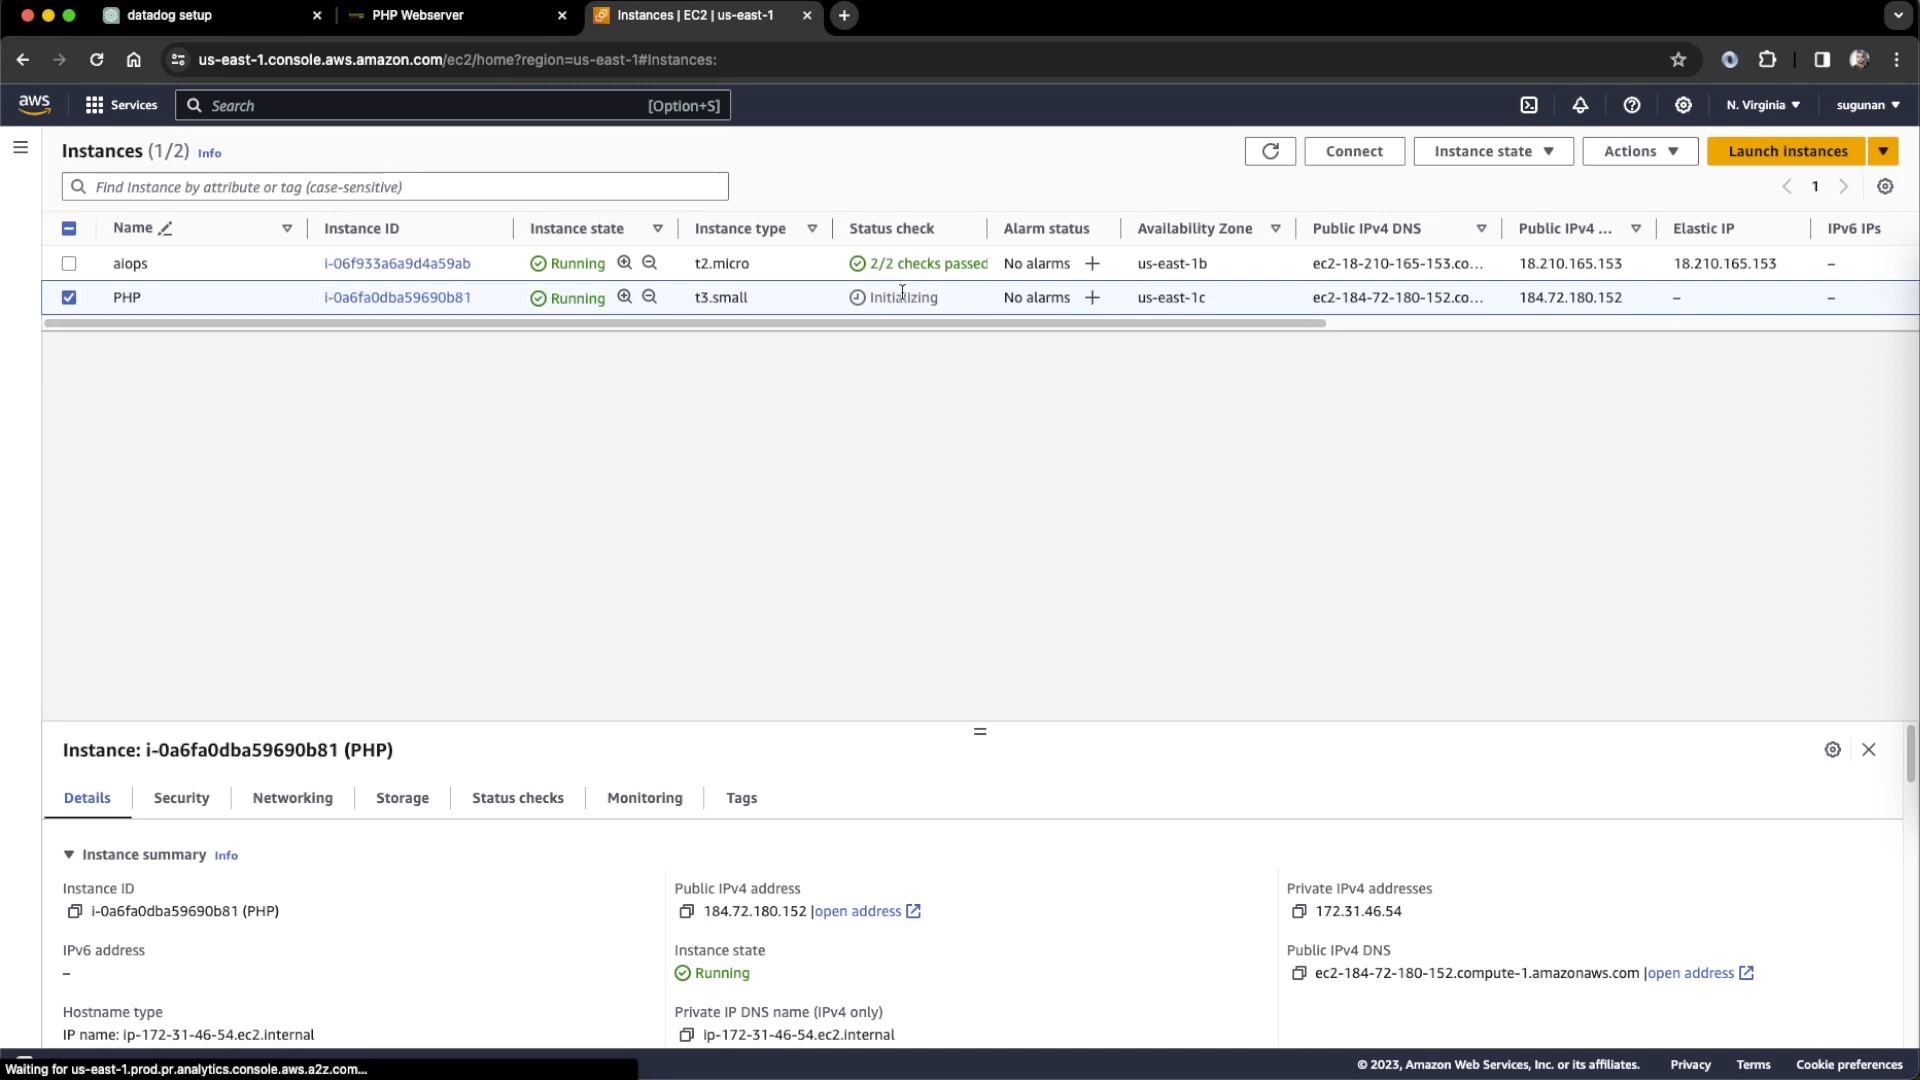 datadog setup
PHP Webserver
Instances | EC2 | us-east-1
us-east-1.console.aws.amazon.com/ec2/home?region=us-east-1#Instances:
aws
Services
Search
[Option+S]
N. Virginia
sugunan
Instances (1/2) Info
Connect
Instance state
Actions
Launch instances
Find Instance by attribute or tag (case-sensitive)
1
Name
Instance ID
Instance state
Instance type
Status check
Alarm status
Availability Zone
Public IPv4 DNS
Public IPv4 ...
Elastic IP
IPv6 IPs
aiops
i-06f933a6a9d4a59ab
Running
t2.micro
2/2 checks passed
No alarms
us-east-1b
ec2-18-210-165-153.co...
18.210.165.153
18.210.165.153
–
PHP
i-0a6fa0dba59690b81
Running
t3.small
Initializing
No alarms
us-east-1c
ec2-184-72-180-152.co...
184.72.180.152
–
–
Instance: i-0a6fa0dba59690b81 (PHP)
Details
Security
Networking
Storage
Status checks
Monitoring
Tags
Instance summary Info
Instance ID
i-0a6fa0dba59690b81 (PHP)
Public IPv4 address
184.72.180.152 |open address
Private IPv4 addresses
172.31.46.54
IPv6 address
–
Instance state
Running
Public IPv4 DNS
ec2-184-72-180-152.compute-1.amazonaws.com |open address
Hostname type
IP name: ip-172-31-46-54.ec2.internal
Private IP DNS name (IPv4 only)
ip-172-31-46-54.ec2.internal
Waiting for us-east-1.prod.pr.analytics.console.aws.a2z.com...
© 2023, Amazon Web Services, Inc. or its affiliates.
Privacy
Terms
Cookie preferences